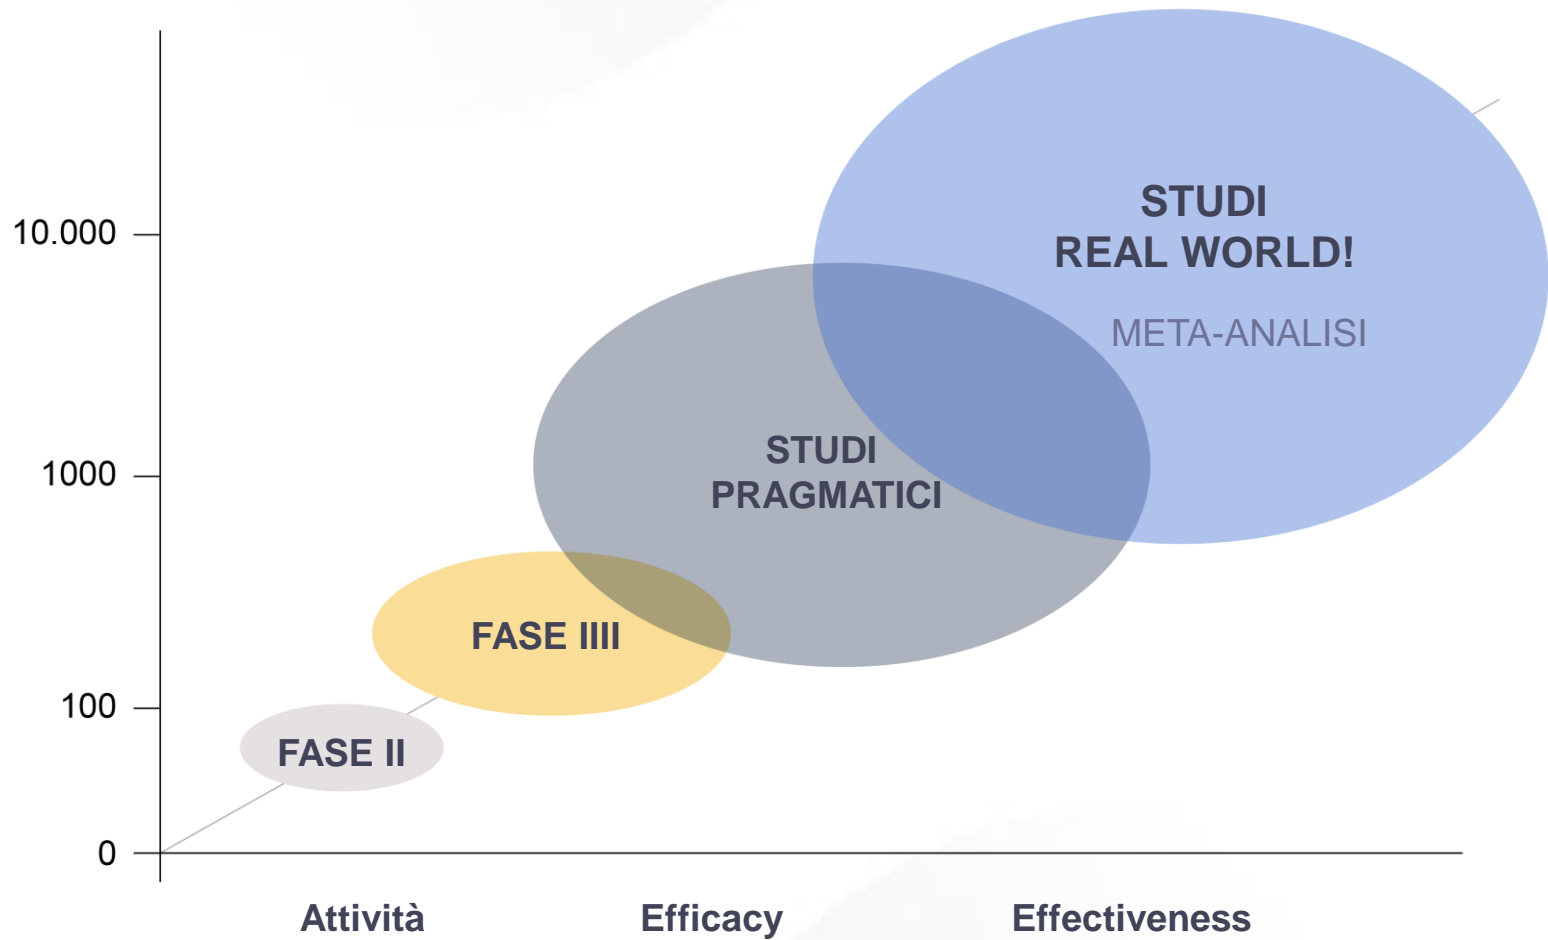 10.000
1000
100
0
STUDI
REAL WORLD!
META-ANALISI
STUDI
PRAGMATICI
FASE IIII
FASE II
Attività Efficacy Effectiveness